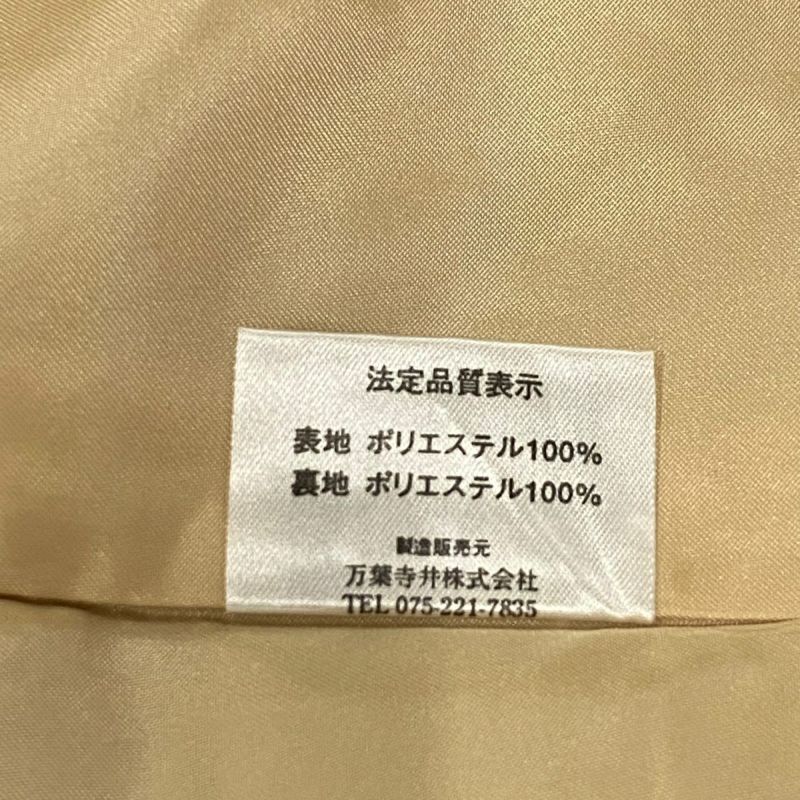 法定品質表示
表地 ポリエステル100%
裏地 ポリエステル100%
製造販売元
万葉寺井株式会社
TEL 075-221-7835